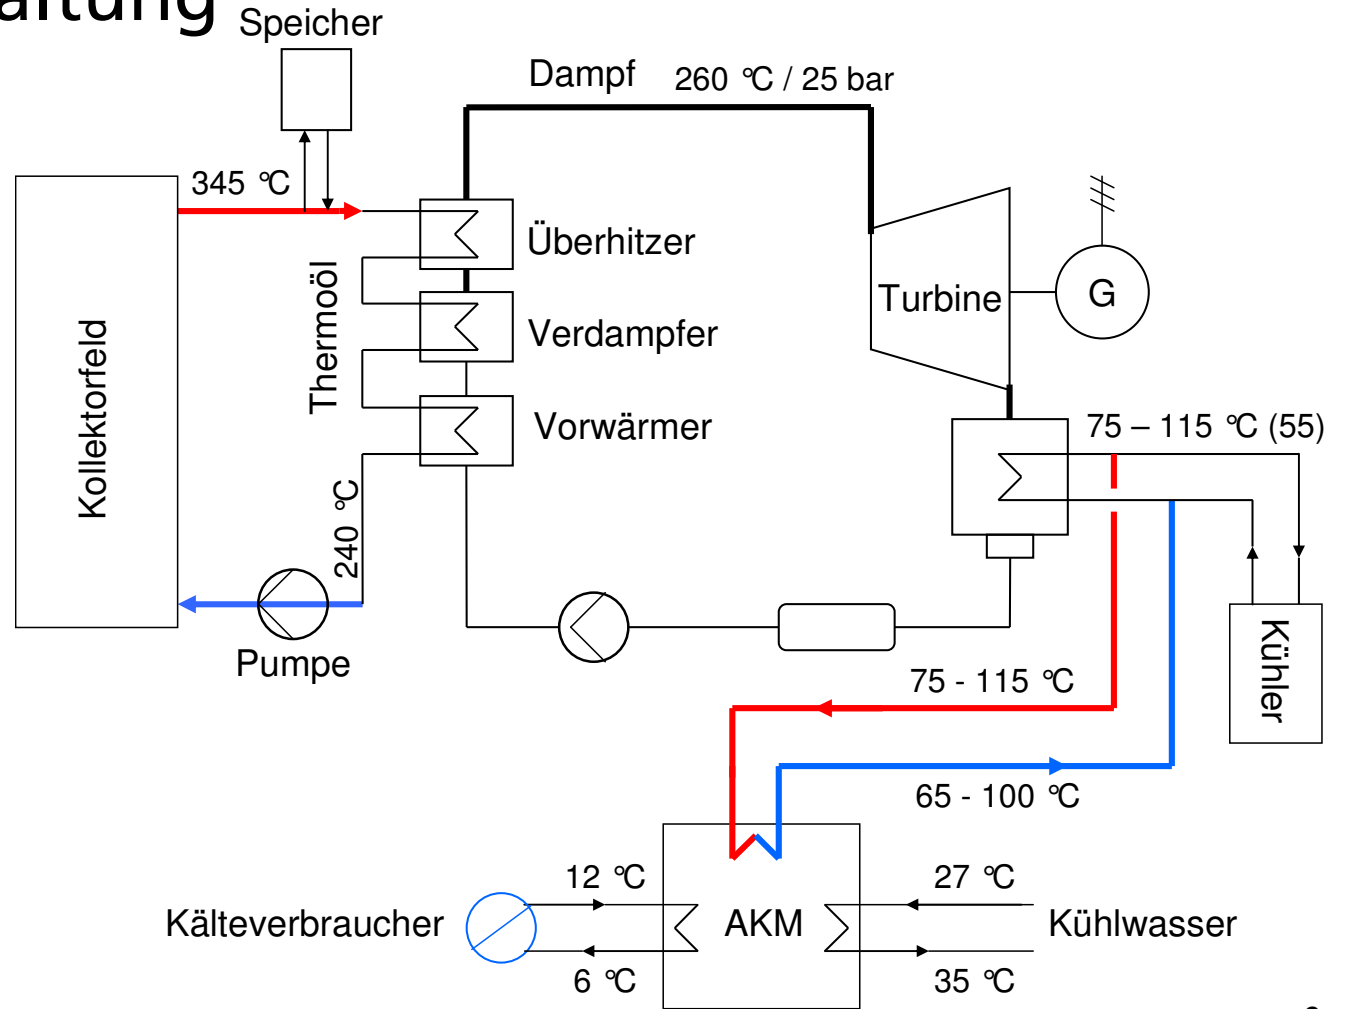 altung
Speicher
Dampf 260 °C / 25 bar
345 °C
Überhitzer
Thermoöl
Kollektorfeld
Verdampfer
Turbine
G
Vorwärmer
75 – 115 °C (55)
240 °C
Pumpe
Kühler
75 - 115 °C
65 - 100 °C
12 °C
27 °C
Kälteverbraucher
AKM
Kühlwasser
6 °C
35 °C